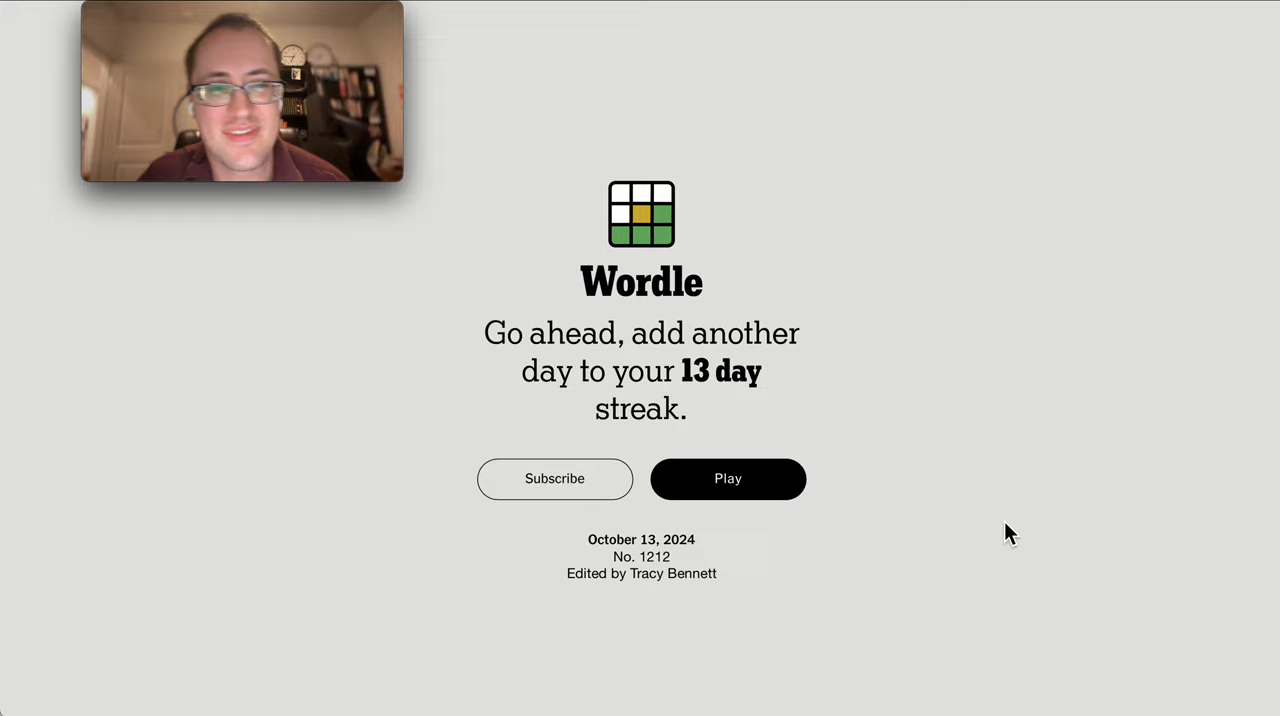 Wordle
Go ahead, add another
day to your 13 day
streak.
Subscribe
Play
October 13, 2024
No. 1212
Edited by Tracy Bennett